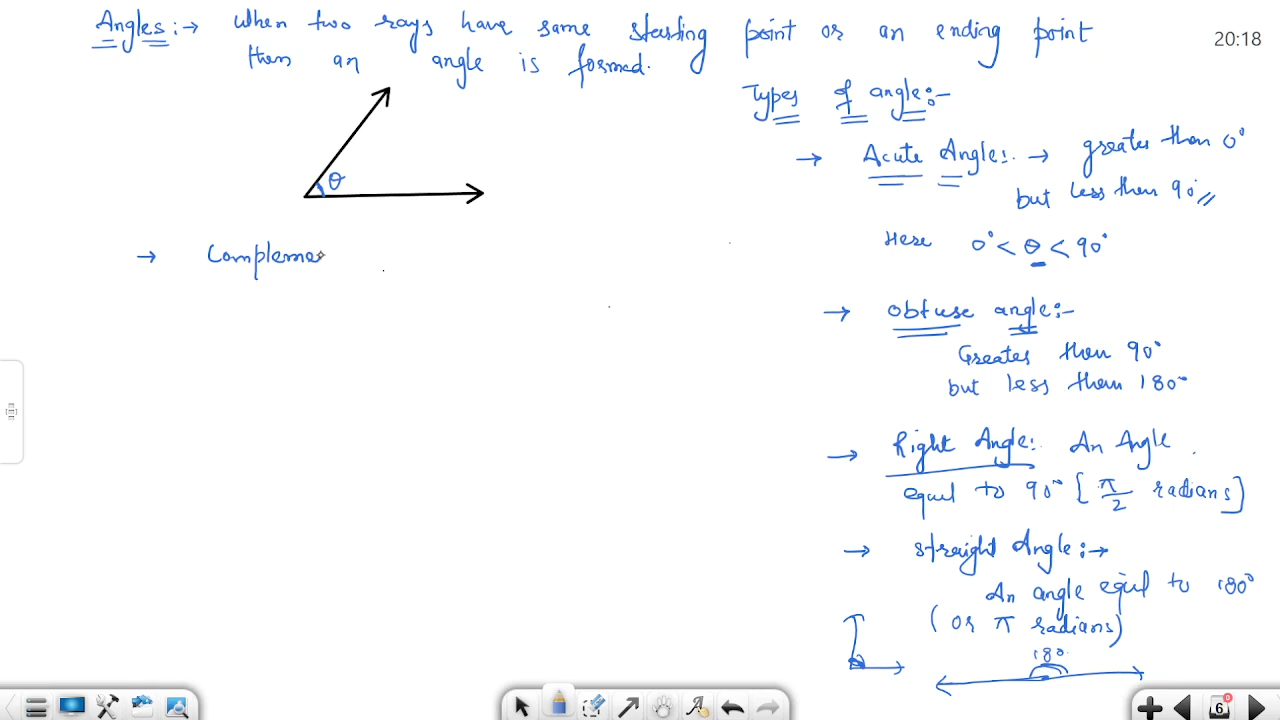 Angles :→ When two rays have same starting point or an ending point
then an angle is formed.
θ
→ Compleme
20:18
Types of angle:-
→ Acute Angle: → greater than 0°
but less then 90°
Here 0° < θ < 90°
→ Obtuse angle:-
Greater then 90°
but less then 180°
→ Right Angle: An Angle
equal to 90° [π/2 radians]
→ Straight Angle:→
An angle equal to 180°
(or π radians)
180
6
0